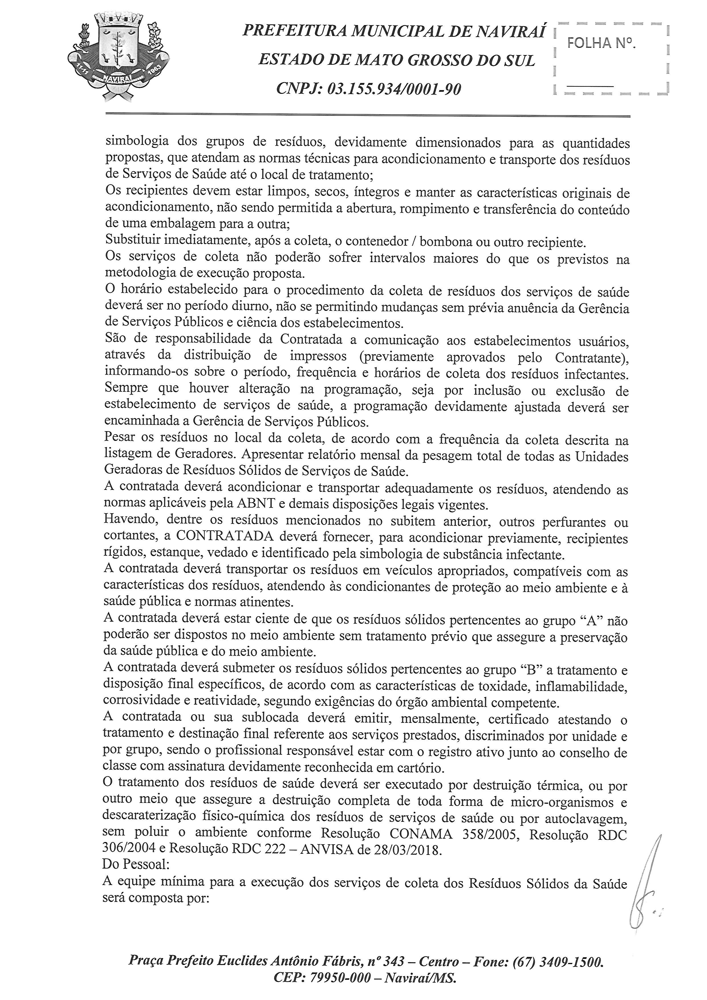 PREFEITURA MUNICIPAL DE NAVIRAÍ
ESTADO DE MATO GROSSO DO SUL
CNPJ: 03.155.934/0001-90
FOLHA Nº.
11-11
NAVIRAÍ
1963
simbologia dos grupos de resíduos, devidamente dimensionados para as quantidades
propostas, que atendam as normas técnicas para acondicionamento e transporte dos resíduos
de Serviços de Saúde até o local de tratamento;
Os recipientes devem estar limpos, secos, íntegros e manter as características originais de
acondicionamento, não sendo permitida a abertura, rompimento e transferência do conteúdo
de uma embalagem para a outra;
Substituir imediatamente, após a coleta, o contenedor / bombona ou outro recipiente.
Os serviços de coleta não poderão sofrer intervalos maiores do que os previstos na
metodologia de execução proposta.
O horário estabelecido para o procedimento da coleta de resíduos dos serviços de saúde
deverá ser no período diurno, não se permitindo mudanças sem prévia anuência da Gerência
de Serviços Públicos e ciência dos estabelecimentos.
São de responsabilidade da Contratada a comunicação aos estabelecimentos usuários,
através da distribuição de impressos (previamente aprovados pelo Contratante),
informando-os sobre o período, frequência e horários de coleta dos resíduos infectantes.
Sempre que houver alteração na programação, seja por inclusão ou exclusão de
estabelecimento de serviços de saúde, a programação devidamente ajustada deverá ser
encaminhada a Gerência de Serviços Públicos.
Pesar os resíduos no local da coleta, de acordo com a frequência da coleta descrita na
listagem de Geradores. Apresentar relatório mensal da pesagem total de todas as Unidades
Geradoras de Resíduos Sólidos de Serviços de Saúde.
A contratada deverá acondicionar e transportar adequadamente os resíduos, atendendo as
normas aplicáveis pela ABNT e demais disposições legais vigentes.
Havendo, dentre os resíduos mencionados no subitem anterior, outros perfurantes ou
cortantes, a CONTRATADA deverá fornecer, para acondicionar previamente, recipientes
rígidos, estanque, vedado e identificado pela simbologia de substância infectante.
A contratada deverá transportar os resíduos em veículos apropriados, compatíveis com as
características dos resíduos, atendendo às condicionantes de proteção ao meio ambiente e à
saúde pública e normas atinentes.
A contratada deverá estar ciente de que os resíduos sólidos pertencentes ao grupo “A” não
poderão ser dispostos no meio ambiente sem tratamento prévio que assegure a preservação
da saúde pública e do meio ambiente.
A contratada deverá submeter os resíduos sólidos pertencentes ao grupo “B” a tratamento e
disposição final específicos, de acordo com as características de toxidade, inflamabilidade,
corrosividade e reatividade, segundo exigências do órgão ambiental competente.
A contratada ou sua sublocada deverá emitir, mensalmente, certificado atestando o
tratamento e destinação final referente aos serviços prestados, discriminados por unidade e
por grupo, sendo o profissional responsável estar com o registro ativo junto ao conselho de
classe com assinatura devidamente reconhecida em cartório.
O tratamento dos resíduos de saúde deverá ser executado por destruição térmica, ou por
outro meio que assegure a destruição completa de toda forma de micro-organismos e
descaraterização físico-química dos resíduos de serviços de saúde ou por autoclavagem,
sem poluir o ambiente conforme Resolução CONAMA 358/2005, Resolução RDC
306/2004 e Resolução RDC 222 – ANVISA de 28/03/2018.
Do Pessoal:
A equipe mínima para a execução dos serviços de coleta dos Resíduos Sólidos da Saúde
será composta por:
Praça Prefeito Euclides Antônio Fábris, nº 343 – Centro – Fone: (67) 3409-1500.
CEP: 79950-000 – Naviraí/MS.